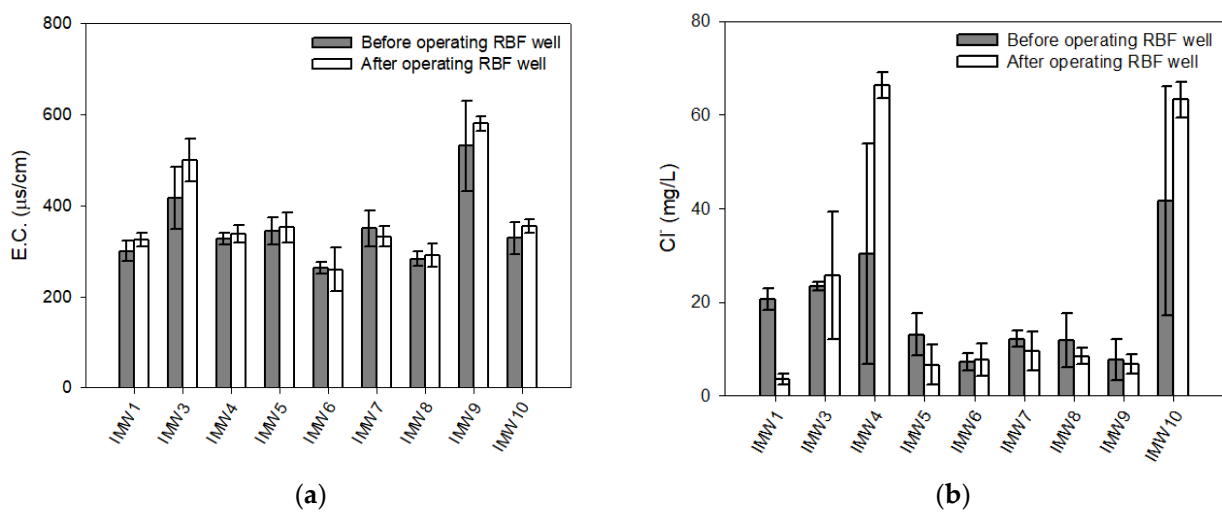 800
600
400
200
0
E.C. (μs/cm)
Before operating RBF well
After operating RBF well
IMW1
IMW3
IMW4
IMW5
IMW6
IMW7
IMW8
IMW9
IMW10
(a)
80
60
40
20
0
Cl⁻ (mg/L)
Before operating RBF well
After operating RBF well
IMW1
IMW3
IMW4
IMW5
IMW6
IMW7
IMW8
IMW9
IMW10
(b)